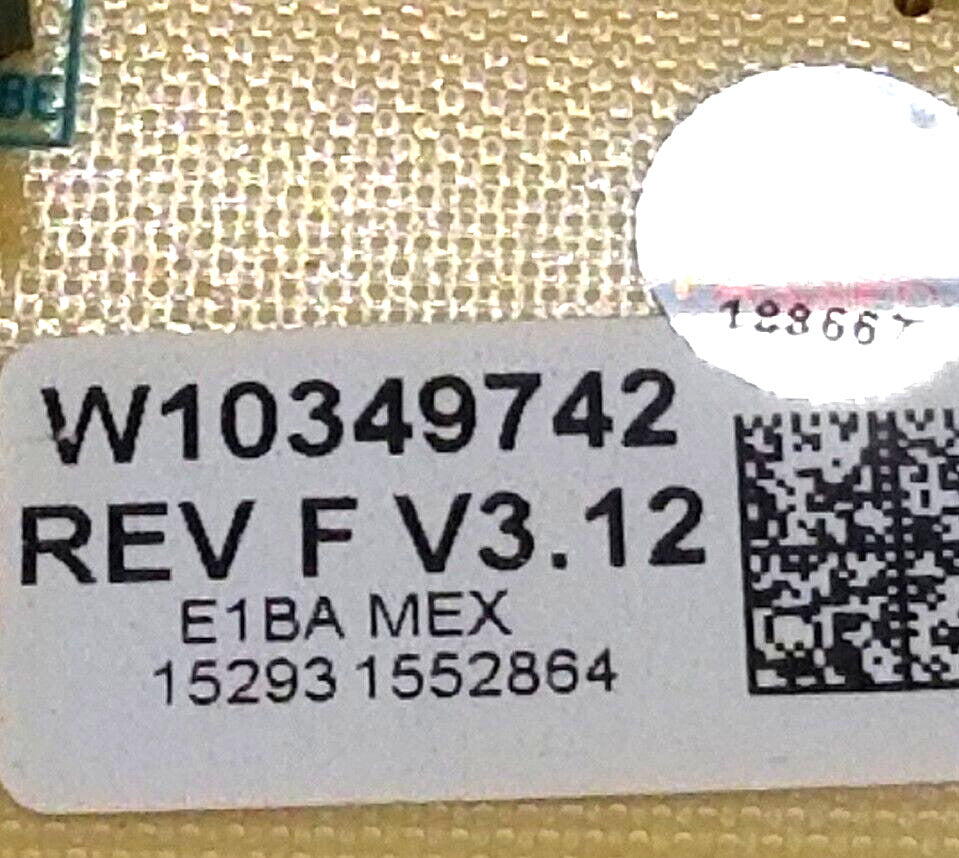 W10349742
REV F V3.12
E1BA MEX
15293 1552864